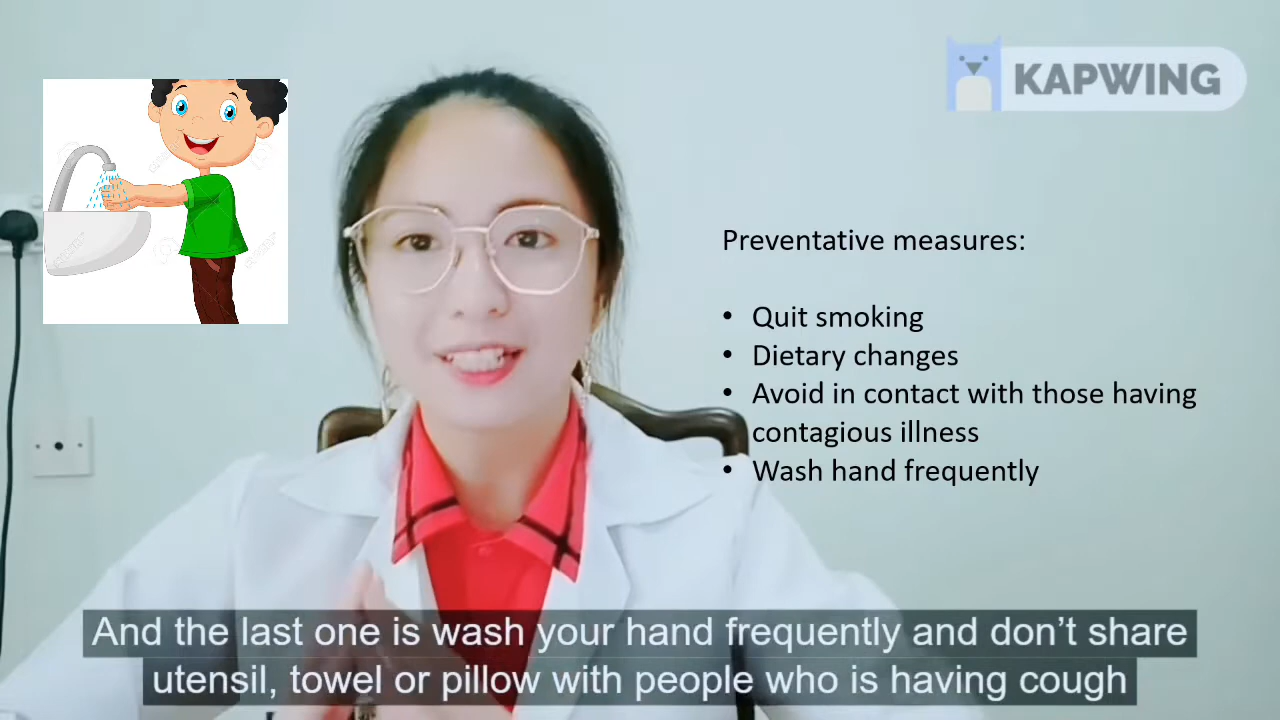 KAPWING
Preventative measures:
• Quit smoking
• Dietary changes
• Avoid in contact with those having
contagious illness
• Wash hand frequently
And the last one is wash your hand frequently and don’t share
utensil, towel or pillow with people who is having cough